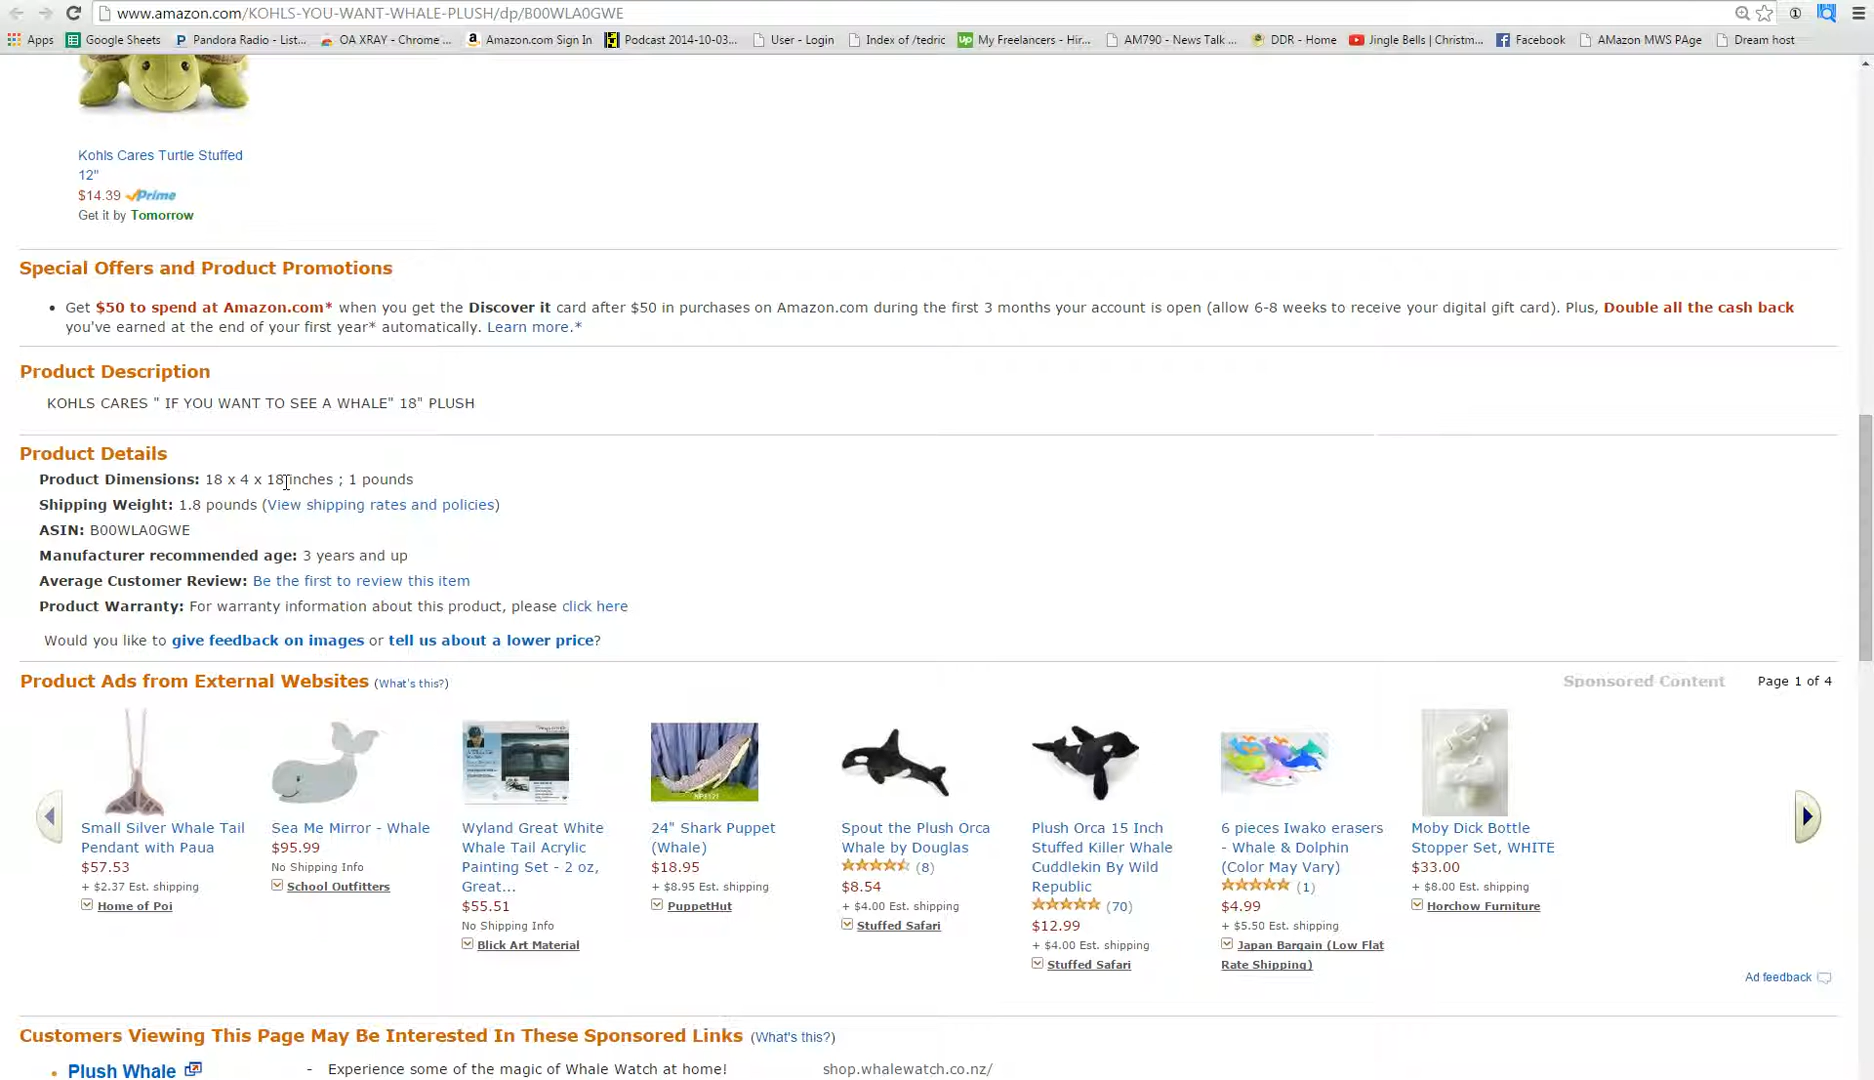 www.amazon.com/KOHLS-YOU-WANT-WHALE-PLUSH/dp/B00WLA0GWE
Apps Google Sheets Pandora Radio - List... OA XRAY - Chrome ... Amazon.com Sign In Podcast 2014-10-03... User - Login Index of /tedric My Freelancers - Hir... AM790 - News Talk ... DDR - Home Jingle Bells | Christm... Facebook AMazon MWS PAge Dream host
Kohls Cares Turtle Stuffed
12"
$14.39 Prime
Get it by Tomorrow
Special Offers and Product Promotions
• Get $50 to spend at Amazon.com* when you get the Discover it card after $50 in purchases on Amazon.com during the first 3 months your account is open (allow 6-8 weeks to receive your digital gift card). Plus, Double all the cash back
you've earned at the end of your first year* automatically. Learn more.*
Product Description
KOHLS CARES " IF YOU WANT TO SEE A WHALE" 18" PLUSH
Product Details
Product Dimensions: 18 x 4 x 18 inches ; 1 pounds
Shipping Weight: 1.8 pounds (View shipping rates and policies)
ASIN: B00WLA0GWE
Manufacturer recommended age: 3 years and up
Average Customer Review: Be the first to review this item
Product Warranty: For warranty information about this product, please click here
Would you like to give feedback on images or tell us about a lower price?
Product Ads from External Websites (What's this?) Sponsored Content Page 1 of 4
Small Silver Whale Tail
Pendant with Paua
$57.53
+ $2.37 Est. shipping
Home of Poi
Sea Me Mirror - Whale
$95.99
No Shipping Info
School Outfitters
Wyland Great White
Whale Tail Acrylic
Painting Set - 2 oz,
Great...
$55.51
No Shipping Info
Blick Art Material
24" Shark Puppet
(Whale)
$18.95
+ $8.95 Est. shipping
PuppetHut
Spout the Plush Orca
Whale by Douglas
(8)
$8.54
+ $4.00 Est. shipping
Stuffed Safari
Plush Orca 15 Inch
Stuffed Killer Whale
Cuddlekin By Wild
Republic
(70)
$12.99
+ $4.00 Est. shipping
Stuffed Safari
6 pieces Iwako erasers
- Whale & Dolphin
(Color May Vary)
(1)
$4.99
+ $5.50 Est. shipping
Japan Bargain (Low Flat
Rate Shipping)
Moby Dick Bottle
Stopper Set, WHITE
$33.00
+ $8.00 Est. shipping
Horchow Furniture
Ad feedback
Customers Viewing This Page May Be Interested In These Sponsored Links (What's this?)
• Plush Whale - Experience some of the magic of Whale Watch at home! shop.whalewatch.co.nz/